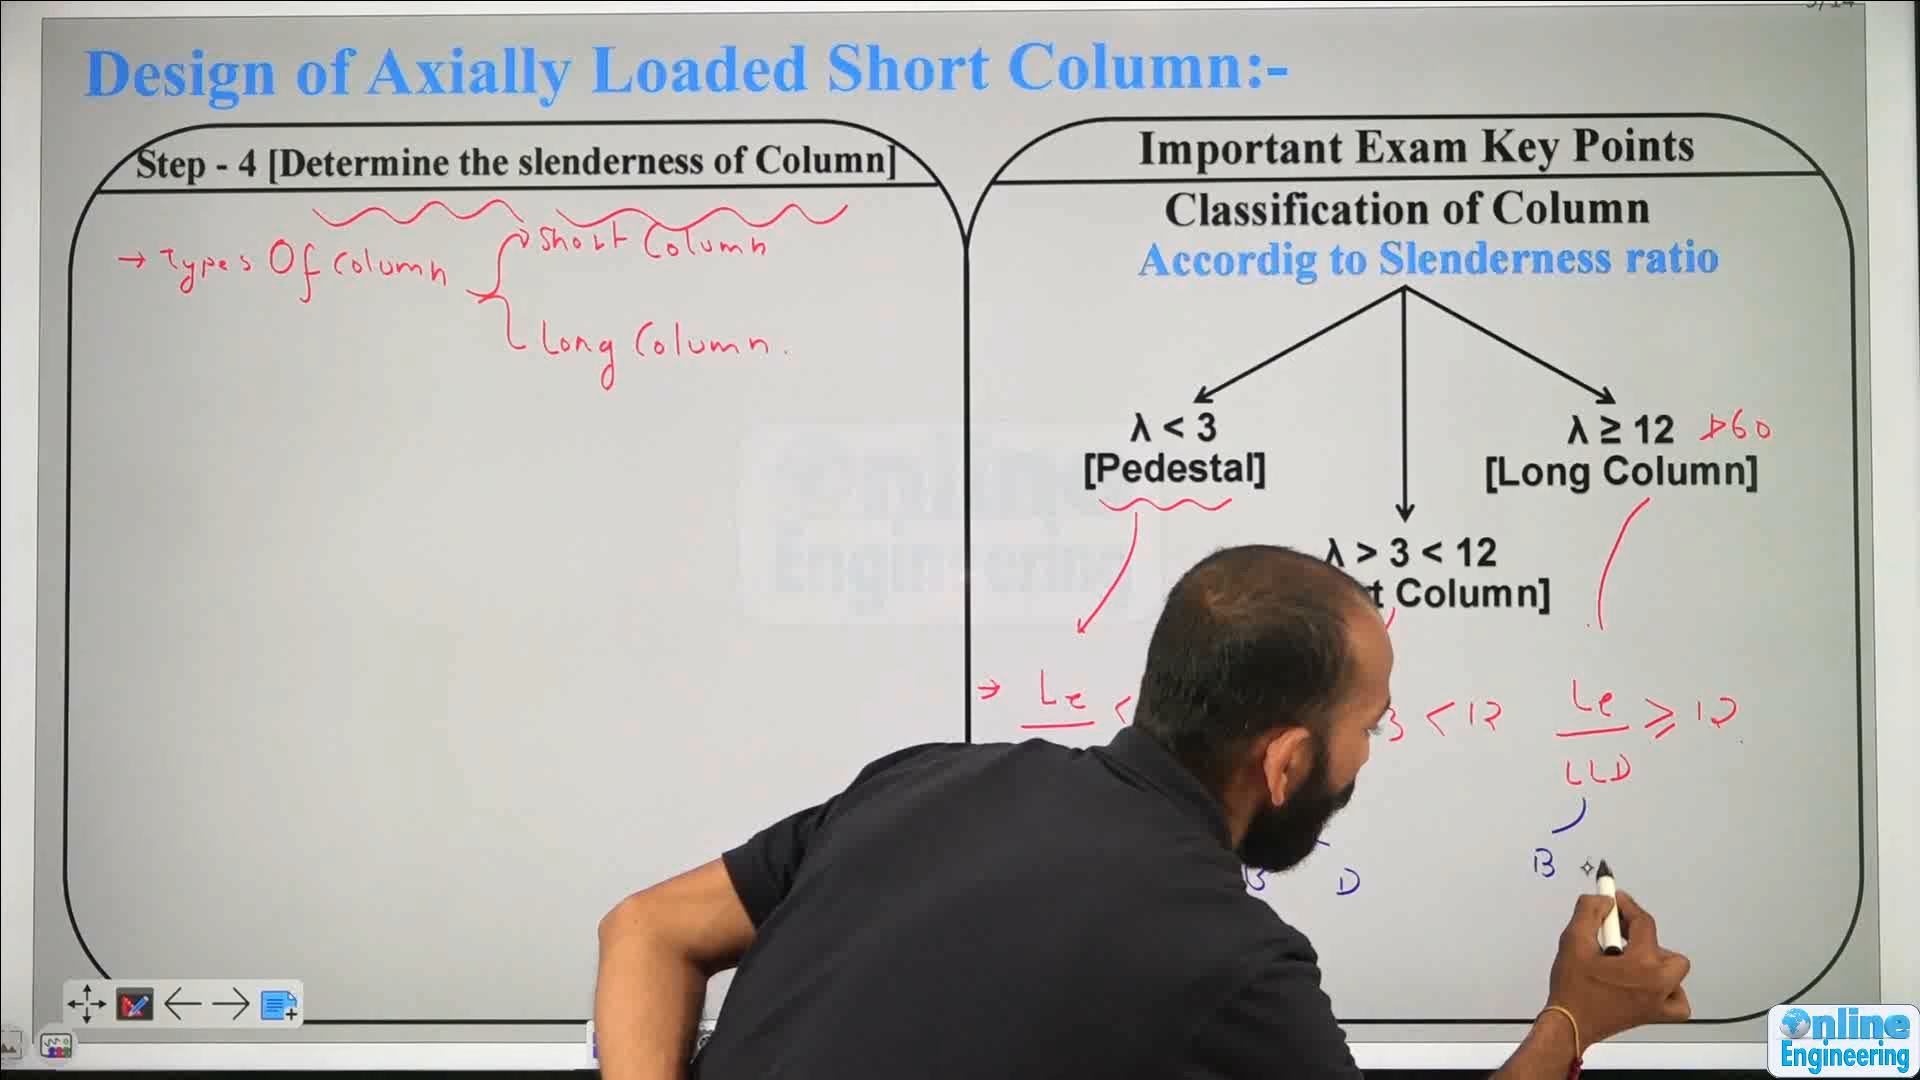 Design of Axially Loaded Short Column:-
Step - 4 [Determine the slenderness of Column]
→ Types Of Column
Short Column
Long Column.
Important Exam Key Points
Classification of Column
Accordig to Slenderness ratio
λ < 3
[Pedestal]
λ ≥ 12 >60
[Long Column]
λ > 3 < 12
t Column]
→ Le <
3 < 12
Le ≥ 12
LLD
B D
B
Online Engineering
Online
Engineering